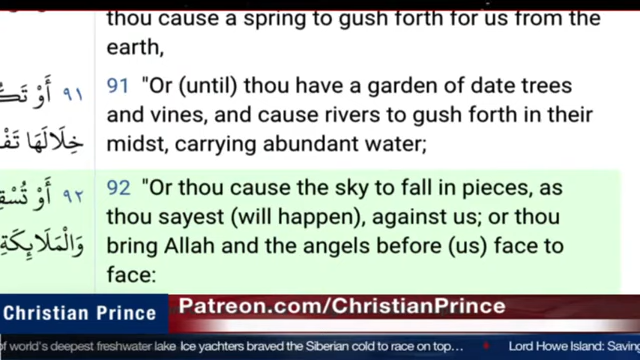 thou cause a spring to gush forth for us from the
earth,
91 "Or (until) thou have a garden of date trees
and vines, and cause rivers to gush forth in their
midst, carrying abundant water;
٩١ أَوْ
خِلَالَهَا
92 "Or thou cause the sky to fall in pieces, as
thou sayest (will happen), against us; or thou
bring Allah and the angels before (us) face to
face:
٩٢ أَوْ
وَالْمَلَائِكَةِ
Christian Prince
Patreon.com/ChristianPrince
of world's deepest freshwater lake Ice yachters braved the Siberian cold to race on top... Lord Howe Island: Saving